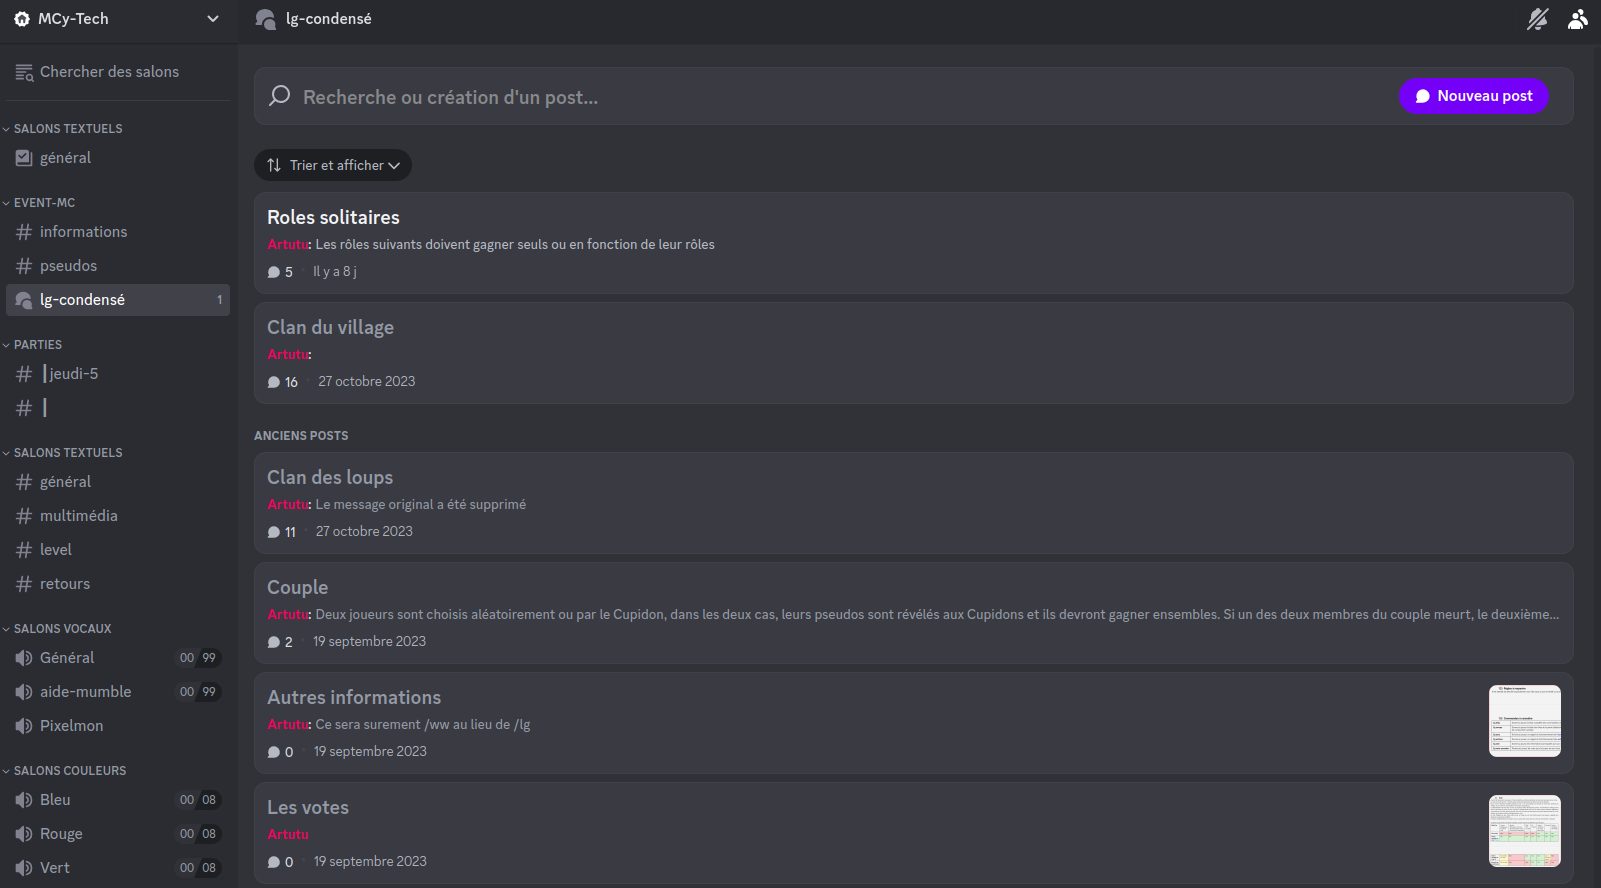 MCy-Tech
lg-condensé
Chercher des salons
SALONS TEXTUELS
général
EVENT-MC
informations
pseudos
lg-condensé 1
PARTIES
|jeudi-5
|
SALONS TEXTUELS
général
multimédia
level
retours
SALONS VOCAUX
Général 00 99
aide-mumble 00 99
Pixelmon
SALONS COULEURS
Bleu 00 08
Rouge 00 08
Vert 00 08
Recherche ou création d'un post...
Nouveau post
Trier et afficher
Roles solitaires
Artutu: Les rôles suivants doivent gagner seuls ou en fonction de leur rôles
5 · Il y a 8 j
Clan du village
Artutu:
16 · 27 octobre 2023
ANCIENS POSTS
Clan des loups
Artutu: Le message original a été supprimé
11 · 27 octobre 2023
Couple
Artutu: Deux joueurs sont choisis aléatoirement ou par le Cupidon, dans les deux cas, leurs pseudos sont révélés aux Cupidons et ils devront gagner ensembles. Si un des deux membres du couple meurt, le deuxième...
2 · 19 septembre 2023
Autres informations
Artutu: Ce sera surement /ww au lieu de /lg
0 · 19 septembre 2023
Les votes
Artutu
0 · 19 septembre 2023